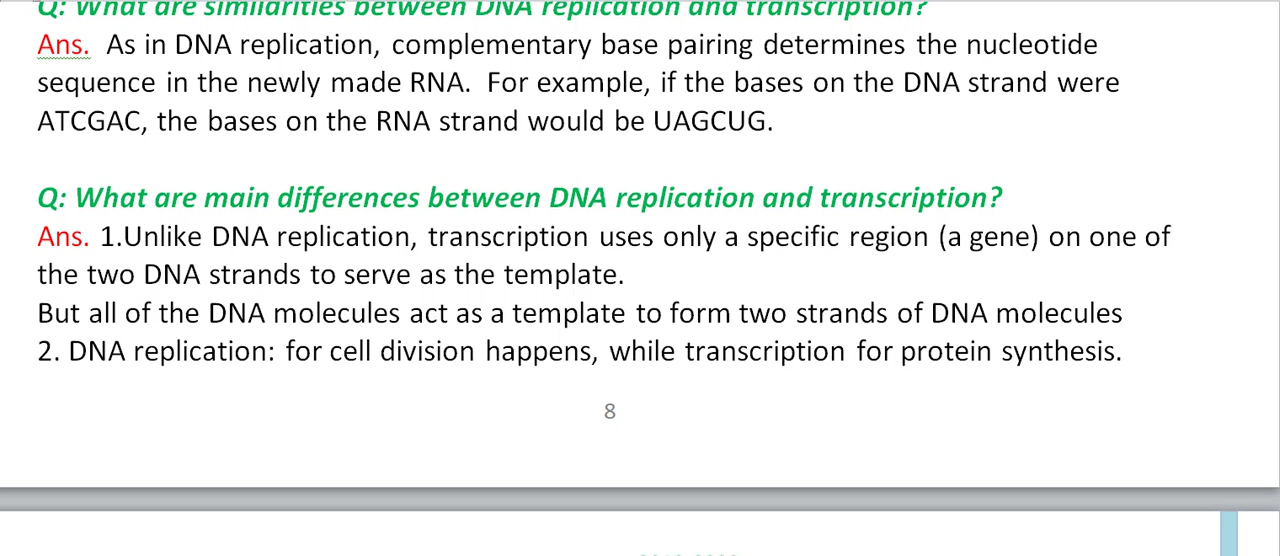 Q: What are similarities between DNA replication and transcription?
Ans.  As in DNA replication, complementary base pairing determines the nucleotide
sequence in the newly made RNA.  For example, if the bases on the DNA strand were
ATCGAC, the bases on the RNA strand would be UAGCUG.
Q: What are main differences between DNA replication and transcription?
Ans. 1.Unlike DNA replication, transcription uses only a specific region (a gene) on one of
the two DNA strands to serve as the template.
But all of the DNA molecules act as a template to form two strands of DNA molecules
2. DNA replication: for cell division happens, while transcription for protein synthesis.
8